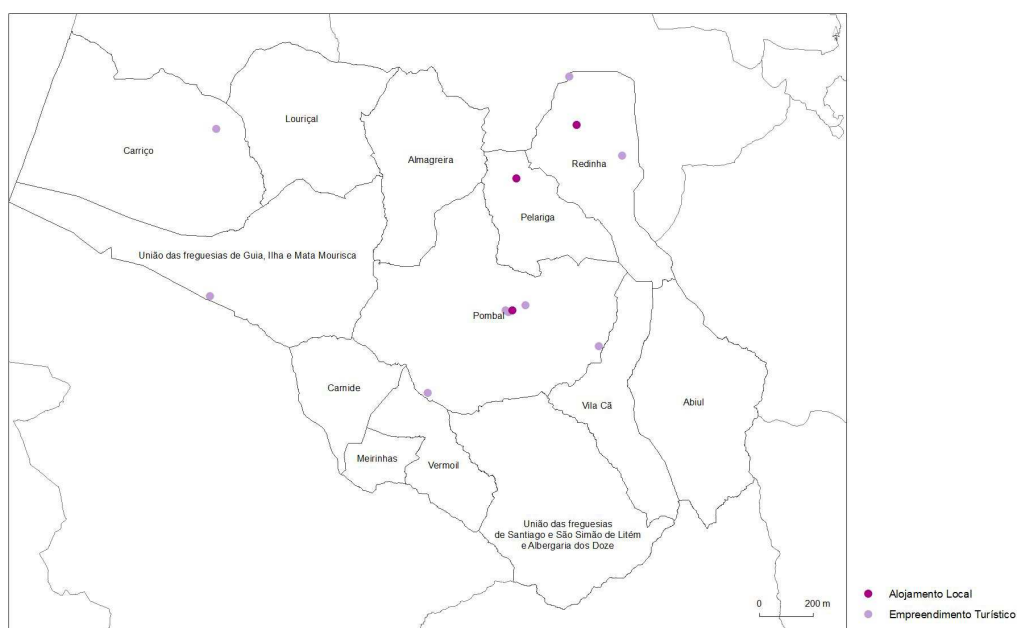 Louriçal
Carriço
Almagreira
Redinha
Pelariga
União das freguesias de Guia, Ilha e Mata Mourisca
Pombal
Carnide
Vila Cã
Abiul
Meirinhas
Vermoil
União das freguesias
de Santiago e São Simão de Litém
e Albergaria dos Doze
0 200 m
Alojamento Local
Empreendimento Turístico